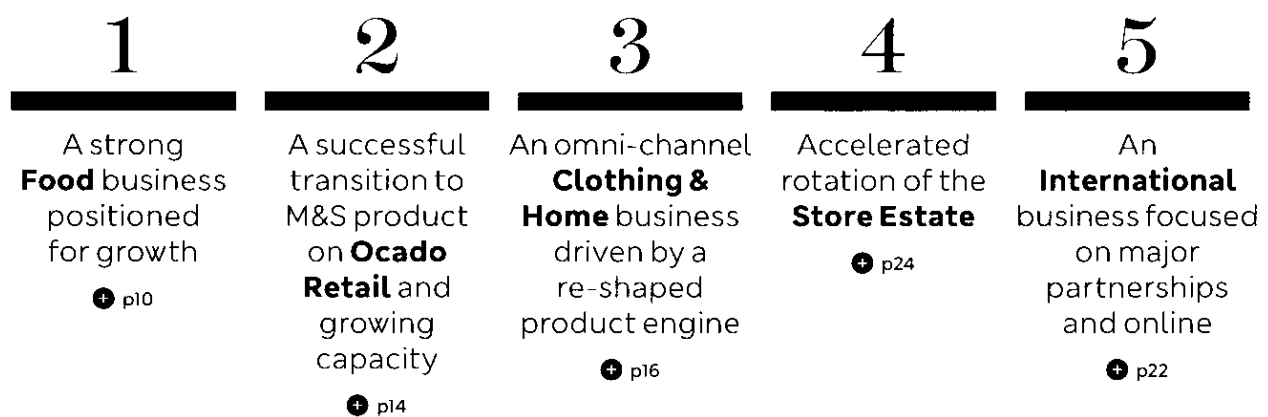 1
A strong
Food business
positioned
for growth
+ p10
2
A successful
transition to
M&S product
on Ocado
Retail and
growing
capacity
+ p14
3
An omni-channel
Clothing &
Home business
driven by a
re-shaped
product engine
+ p16
4
Accelerated
rotation of the
Store Estate
+ p24
5
An
International
business focused
on major
partnerships
and online
+ p22